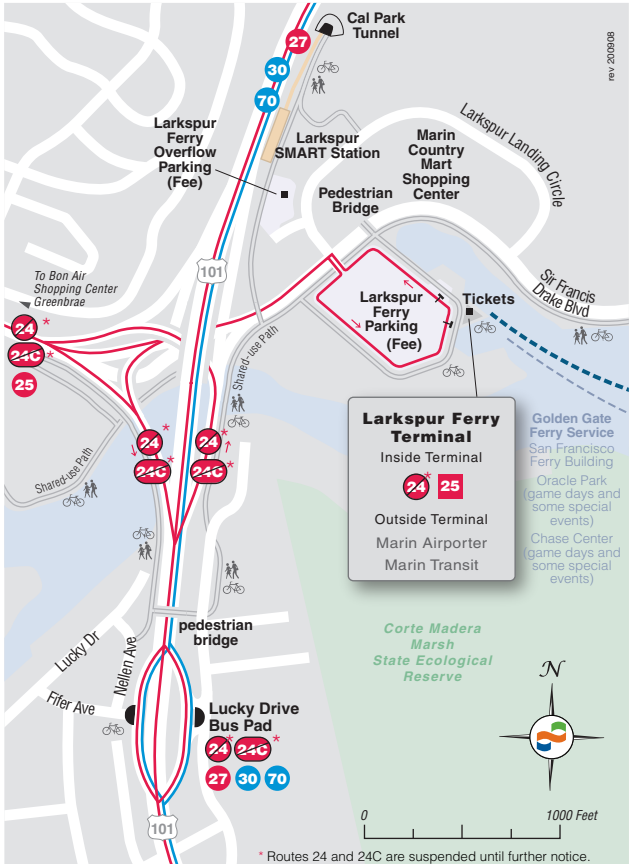 Cal Park
Tunnel
27
30
70
rev 200908
Larkspur
Ferry
Overflow
Parking
(Fee)
Larkspur
SMART Station
Marin
Country
Mart
Shopping
Center
Larkspur Landing Circle
Pedestrian
Bridge
101
To Bon Air
Shopping Center
Greenbrae
24 *
24C *
25
Larkspur
Ferry
Parking
(Fee)
Tickets
Sir Francis
Drake Blvd
Shared-use Path
Shared-use Path
24 *
24C *
24 *
24C *
Larkspur Ferry
Terminal
Inside Terminal
24 * 25
Outside Terminal
Marin Airporter
Marin Transit
Golden Gate
Ferry Service
San Francisco
Ferry Building
Oracle Park
(game days and
some special
events)
Chase Center
(game days and
some special
events)
pedestrian
bridge
Lucky Dr
Nellen Ave
Fifer Ave
Corte Madera
Marsh
State Ecological
Reserve
N
Lucky Drive
Bus Pad
24 * 24C *
27 30 70
101
0 1000 Feet
* Routes 24 and 24C are suspended until further notice.